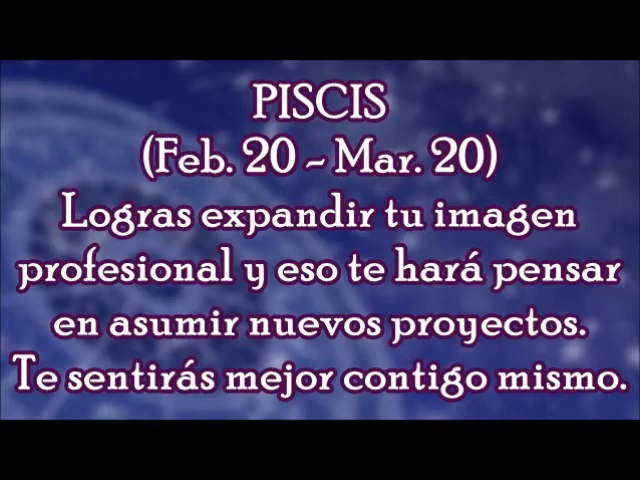 PISCIS
(Feb. 20 - Mar. 20)
Logras expandir tu imagen
profesional y eso te hará pensar
en asumir nuevos proyectos.
Te sentirás mejor contigo mismo.